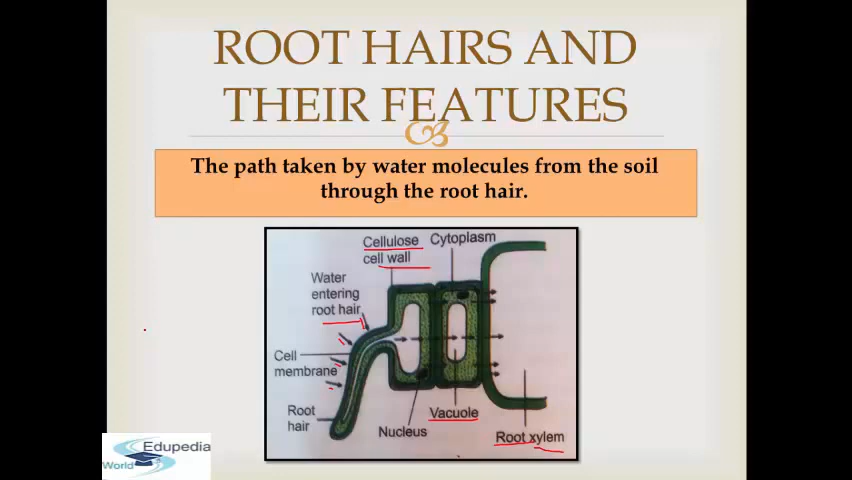 ROOT HAIRS AND
THEIR FEATURES
The path taken by water molecules from the soil
through the root hair.
Cellulose
cell wall
Cytoplasm
Water
entering
root hair
Cell
membrane
Root
hair
Nucleus
Vacuole
Root xylem
Edupedia
World